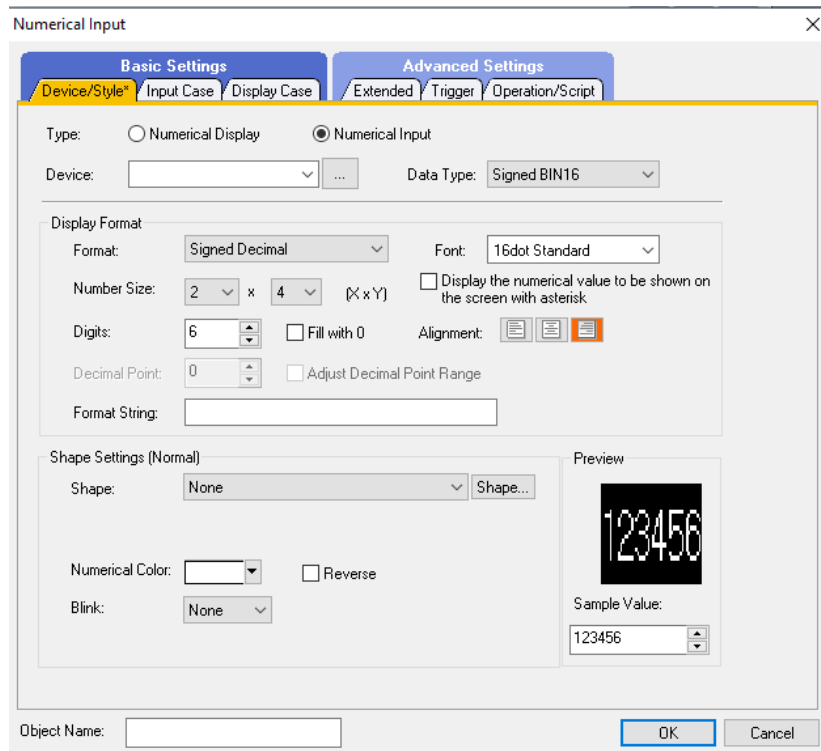 Numerical Input
Basic Settings
Advanced Settings
Device/Style* Input Case Display Case Extended Trigger Operation/Script
Type: Numerical Display Numerical Input
Device: ... Data Type: Signed BIN16
Display Format
Format: Signed Decimal Font: 16dot Standard
Number Size: 2 x 4 (X x Y) Display the numerical value to be shown on
the screen with asterisk
Digits: 6 Fill with 0 Alignment:
Decimal Point: 0 Adjust Decimal Point Range
Format String:
Shape Settings (Normal) Preview
Shape: None Shape...
123456
Numerical Color: Reverse
Blink: None Sample Value:
123456
Object Name: OK Cancel